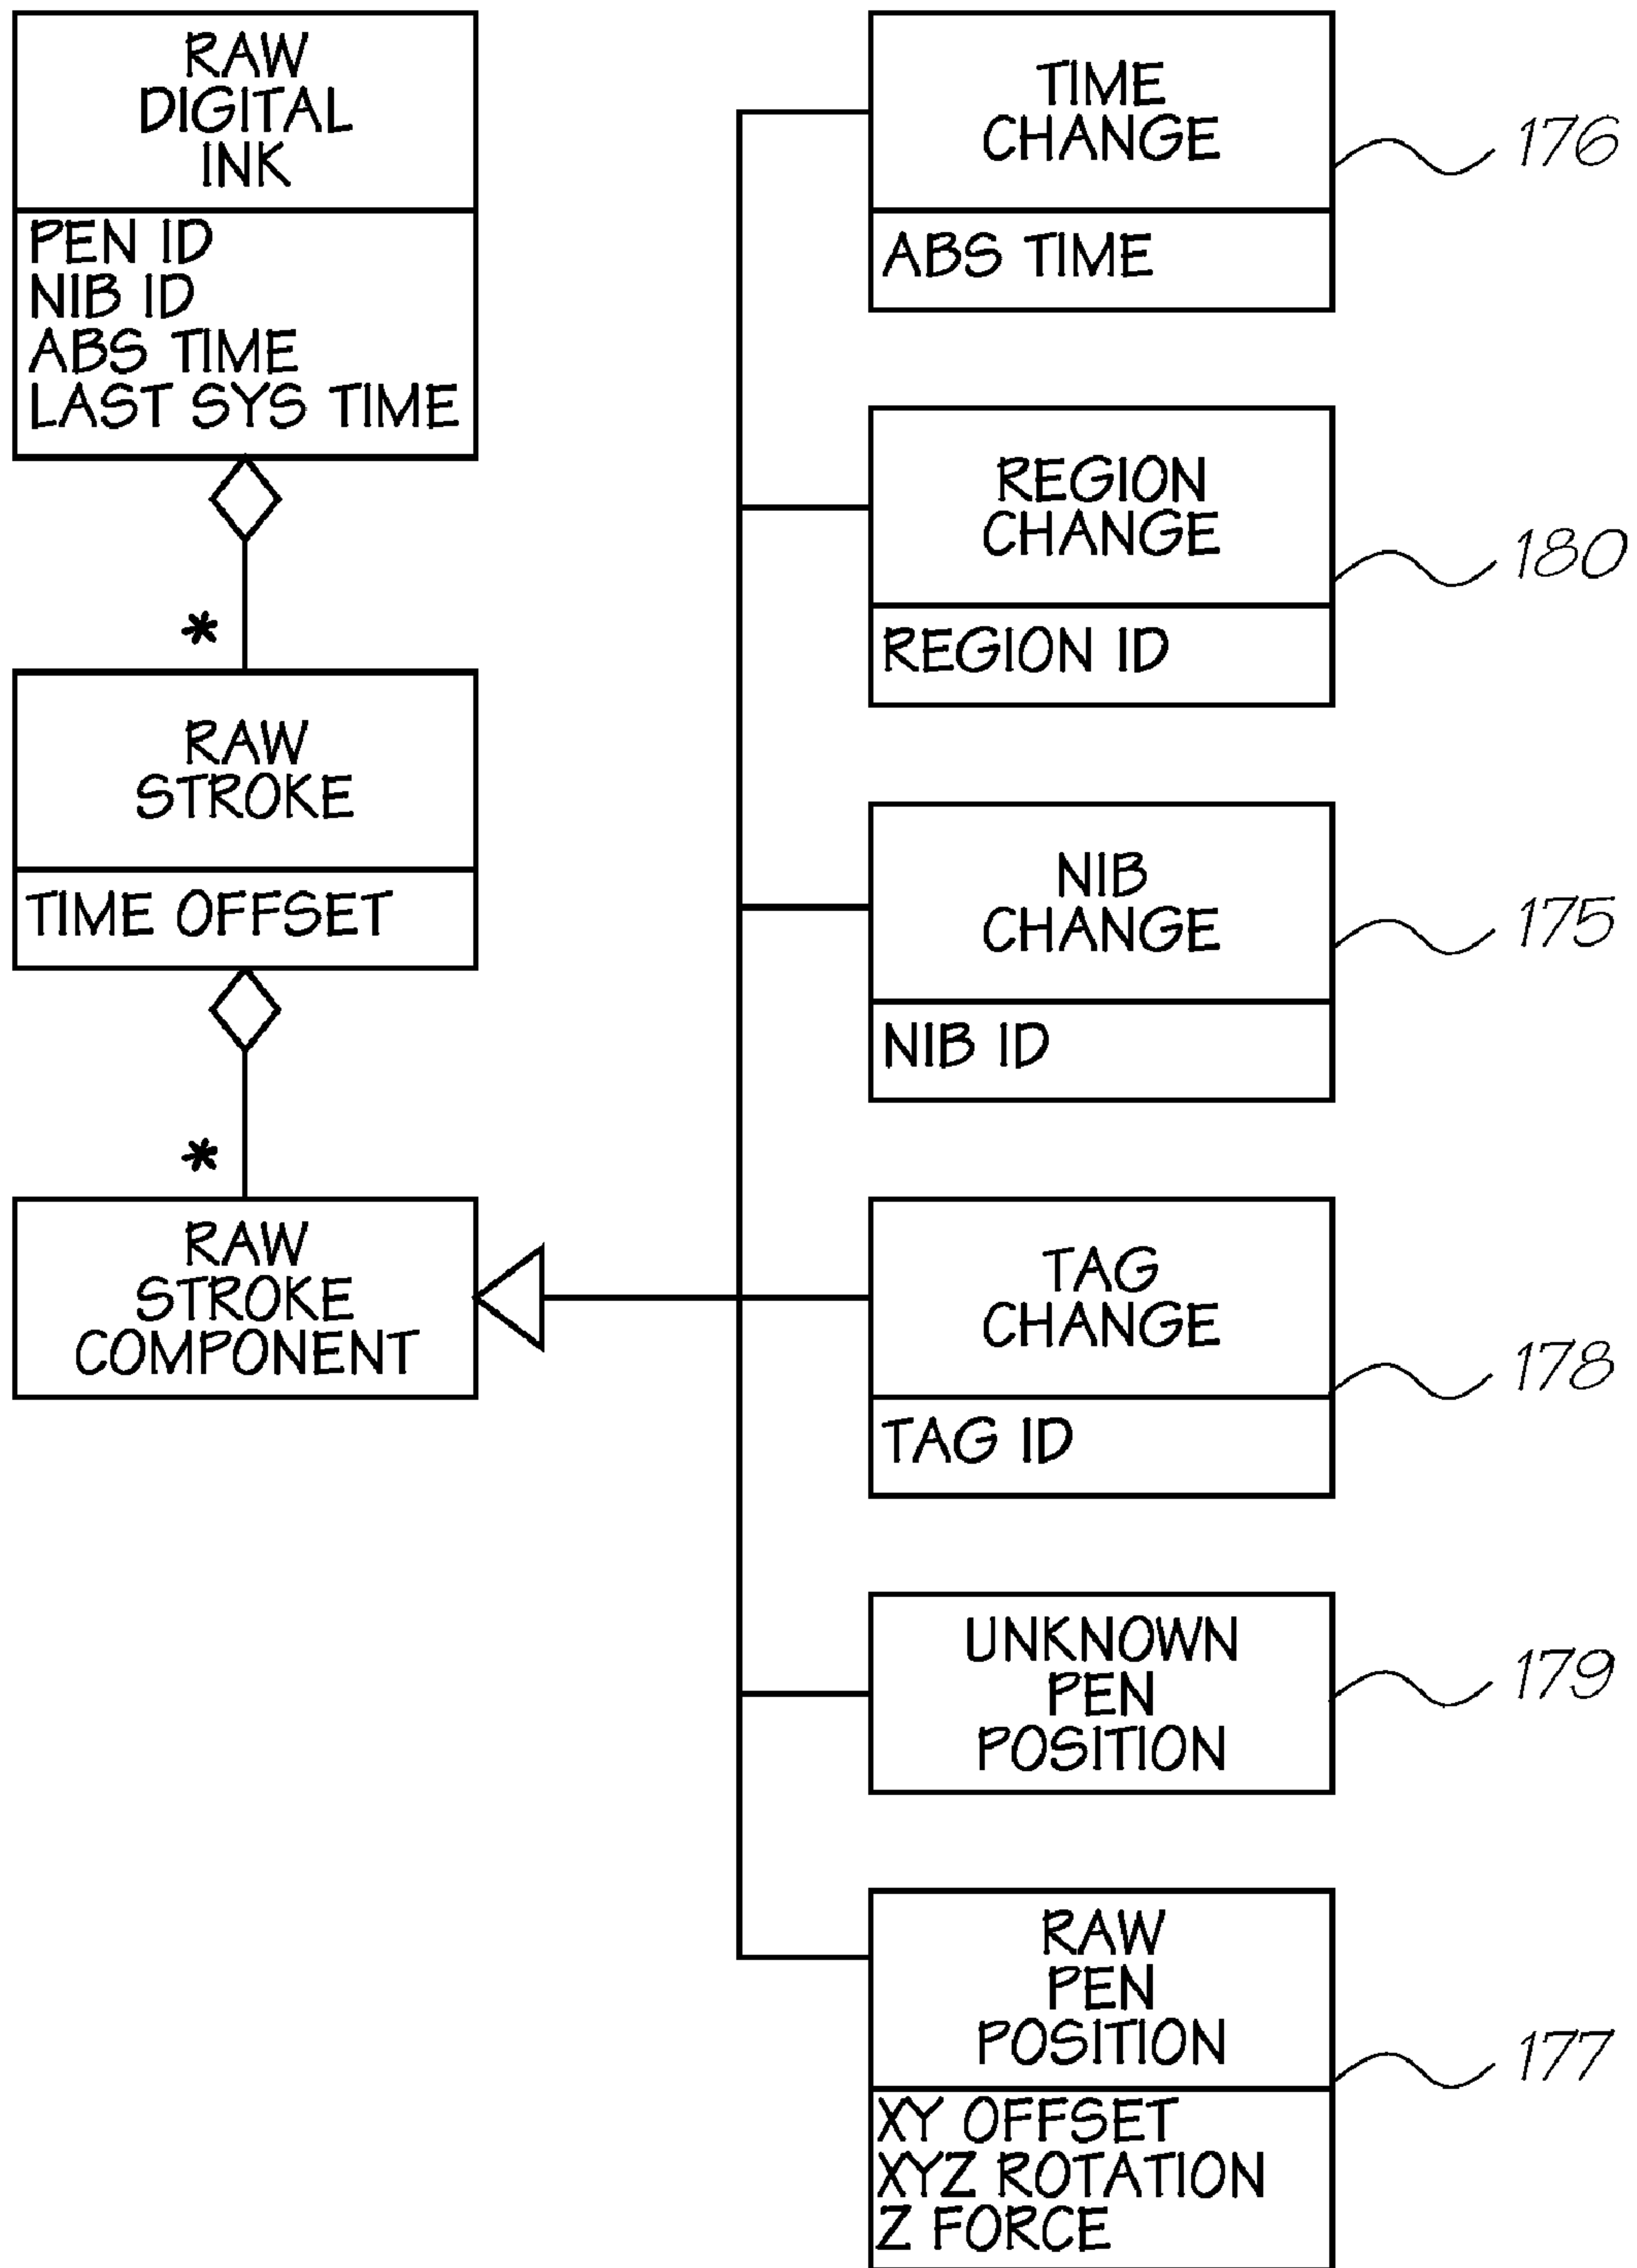 RAW
DIGITAL
INK
PEN ID
NIB ID
ABS TIME
LAST SYS TIME
*
RAW
STROKE
TIME OFFSET
*
RAW
STROKE
COMPONENT
TIME
CHANGE
ABS TIME
176
REGION
CHANGE
REGION ID
180
NIB
CHANGE
NIB ID
175
TAG
CHANGE
TAG ID
178
UNKNOWN
PEN
POSITION
179
RAW
PEN
POSITION
XY OFFSET
XYZ ROTATION
Z FORCE
177